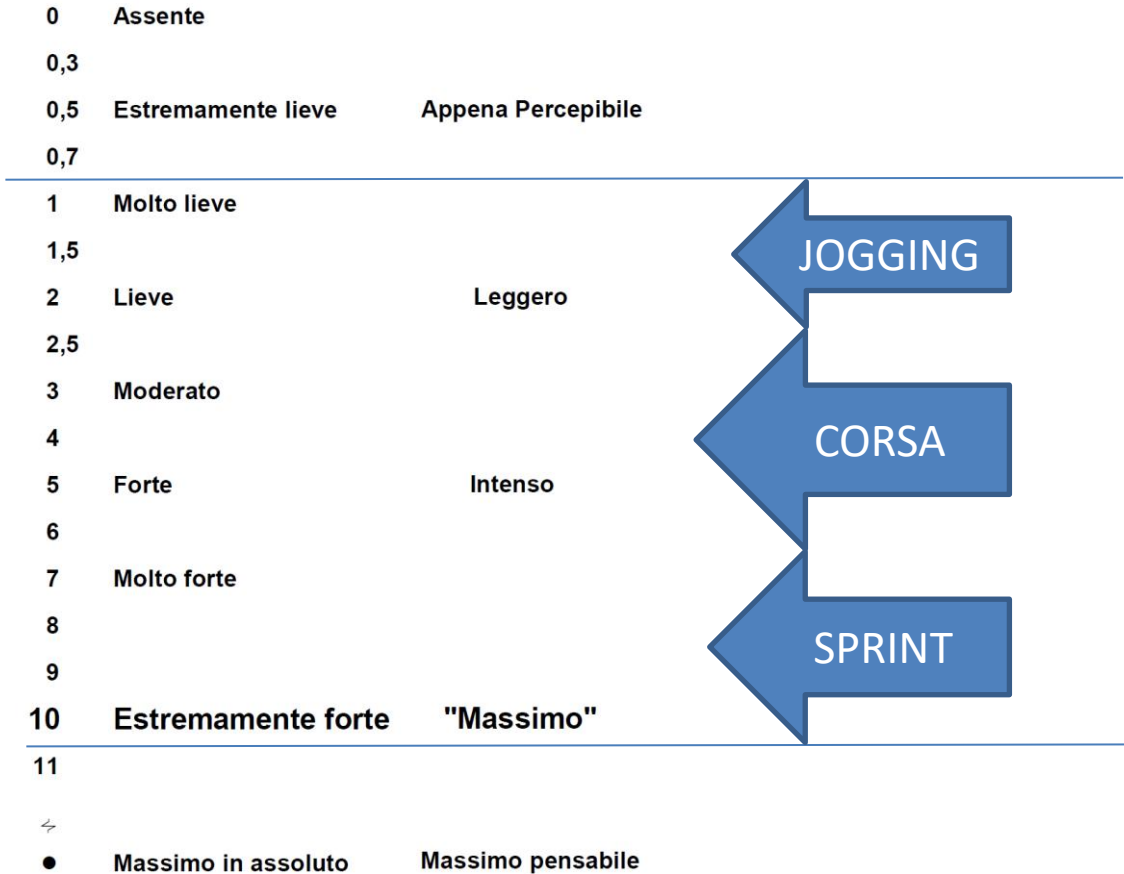 0 Assente
0,3
0,5 Estremamente lieve Appena Percepibile
0,7
1 Molto lieve
1,5 JOGGING
2 Lieve Leggero
2,5
3 Moderato
4 CORSA
5 Forte Intenso
6
7 Molto forte
8 SPRINT
9
10 Estremamente forte "Massimo"
11
● Massimo in assoluto Massimo pensabile